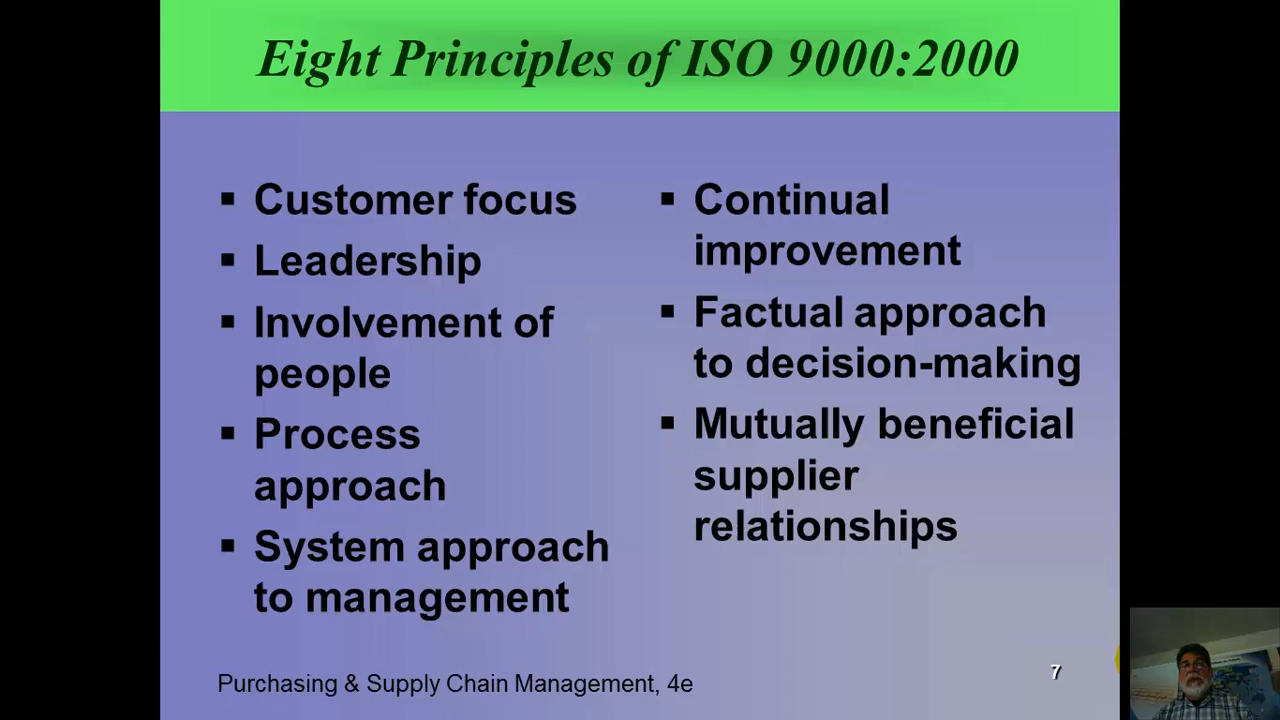 Eight Principles of ISO 9000:2000
▪ Customer focus
▪ Leadership
▪ Involvement of
people
▪ Process
approach
▪ System approach
to management
▪ Continual
improvement
▪ Factual approach
to decision-making
▪ Mutually beneficial
supplier
relationships
Purchasing & Supply Chain Management, 4e
7